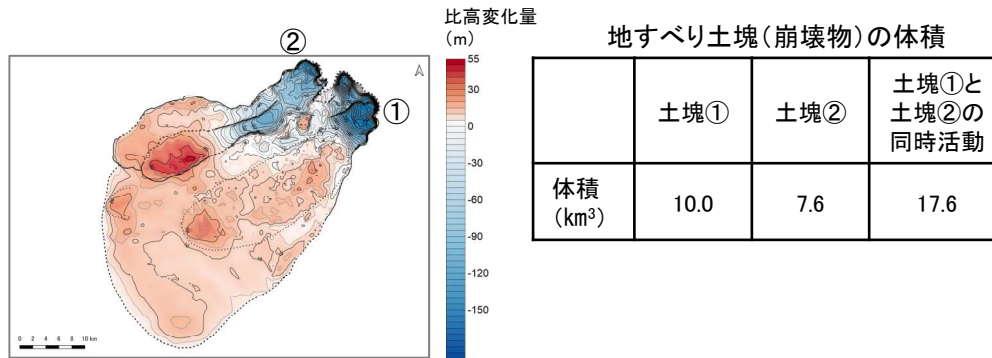 比高変化量
(m)
②
①
55
30
0
-30
-60
-90
-120
-150
0 2 4 6 8 10 km
地すべり土塊(崩壊物)の体積
土塊①
土塊②
土塊①と
土塊②の
同時活動
体積
(km³)
10.0
7.6
17.6